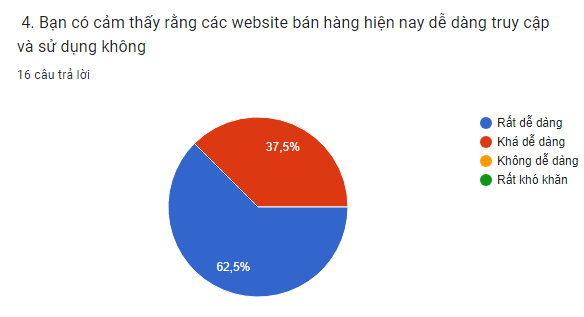 4. Bạn có cảm thấy rằng các website bán hàng hiện nay dễ dàng truy cập
và sử dụng không
16 câu trả lời
37,5%
62,5%
Rất dễ dàng
Khá dễ dàng
Không dễ dàng
Rất khó khăn